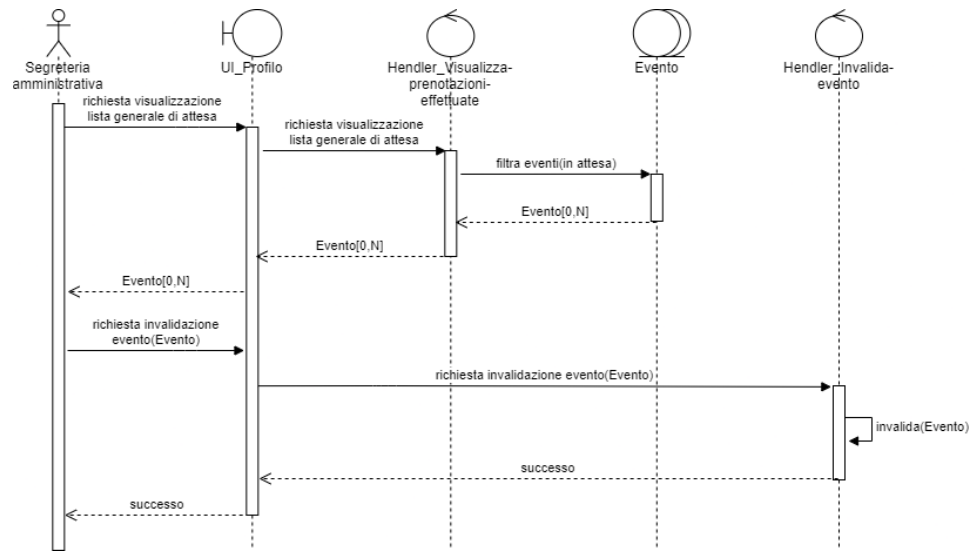 Segreteria
amministrativa
UI_Profilo
Hendler_Visualizza-
prenotazioni-
effettuate
Evento
Hendler_Invalida-
evento
richiesta visualizzazione
lista generale di attesa
richiesta visualizzazione
lista generale di attesa
filtra eventi(in attesa)
Evento[0,N]
Evento[0,N]
Evento[0,N]
richiesta invalidazione
evento(Evento)
richiesta invalidazione evento(Evento)
invalida(Evento)
successo
successo